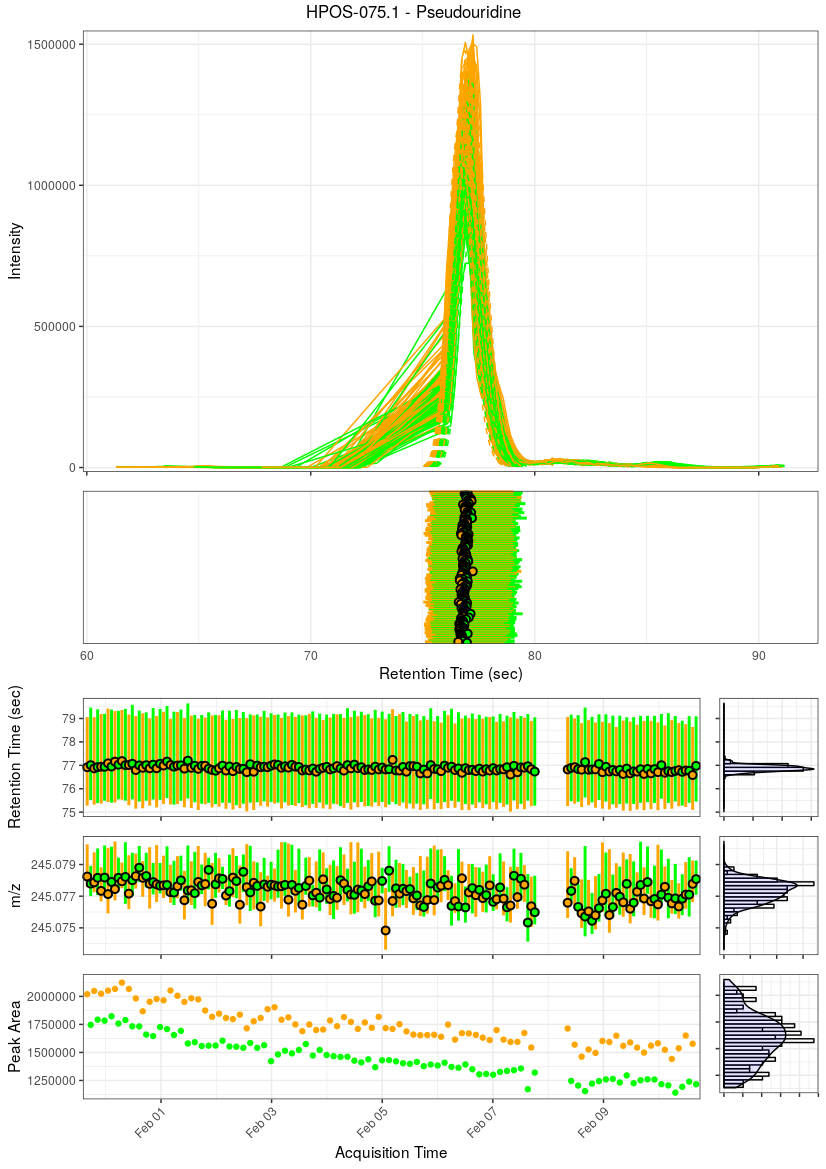 HPOS-075.1 - Pseudouridine
1500000
1000000
500000
0
Intensity
60
70
80
90
Retention Time (sec)
79
78
77
76
75
Retention Time (sec)
245.079
245.077
245.075
m/z
2000000
1750000
1500000
1250000
Peak Area
Feb 01
Feb 03
Feb 05
Feb 07
Feb 09
Acquisition Time